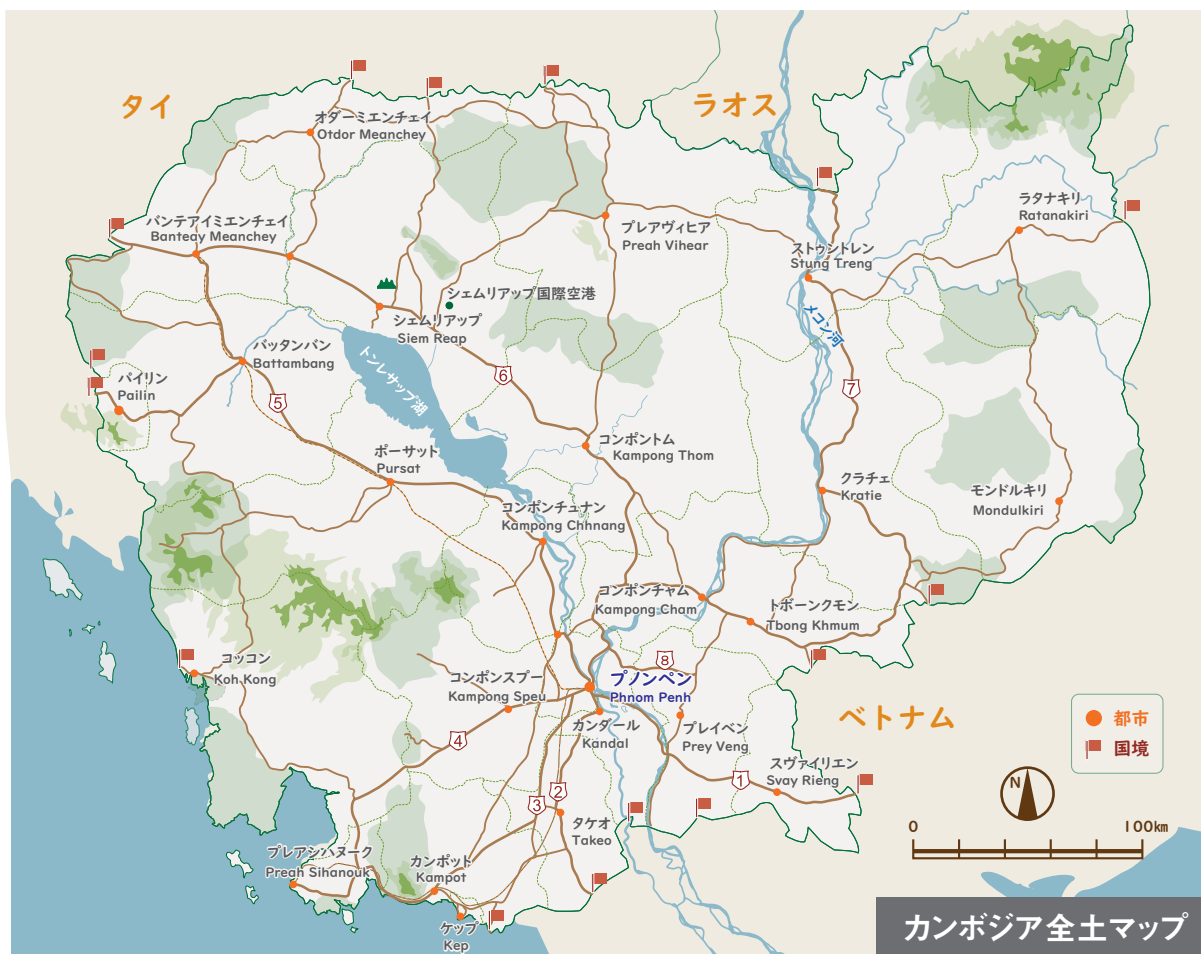 タイ
ラオス
オダーミエンチェイ
Otdor Meanchey
バンテアイミエンチェイ
Banteay Meanchey
プレアヴィヒア
Preah Vihear
ラタナキリ
Ratanakiri
ストゥントレン
Stung Treng
シェムリアップ国際空港
シェムリアップ
Siem Reap
メコン河
バッタンバン
Battambang
トンレサップ湖
パイリン
Pailin
6
5
7
コンポントム
Kampong Thom
ポーサット
Pursat
クラチェ
Kratie
モンドルキリ
Mondulkiri
コンポンチュナン
Kampong Chhnang
コンポンチャム
Kampong Cham
トボーンクモン
Tbong Khmum
コッコン
Koh Kong
コンポンスプー
Kampong Speu
8
プノンペン
Phnom Penh
カンダール
Kandal
プレイベン
Prey Veng
ベトナム
都市
国境
4
スヴァイリエン
Svay Rieng
1
2
3
N
タケオ
Takeo
0
100km
プレアシハヌーク
Preah Sihanouk
カンポット
Kampot
ケップ
Kep
カンボジア全土マップ